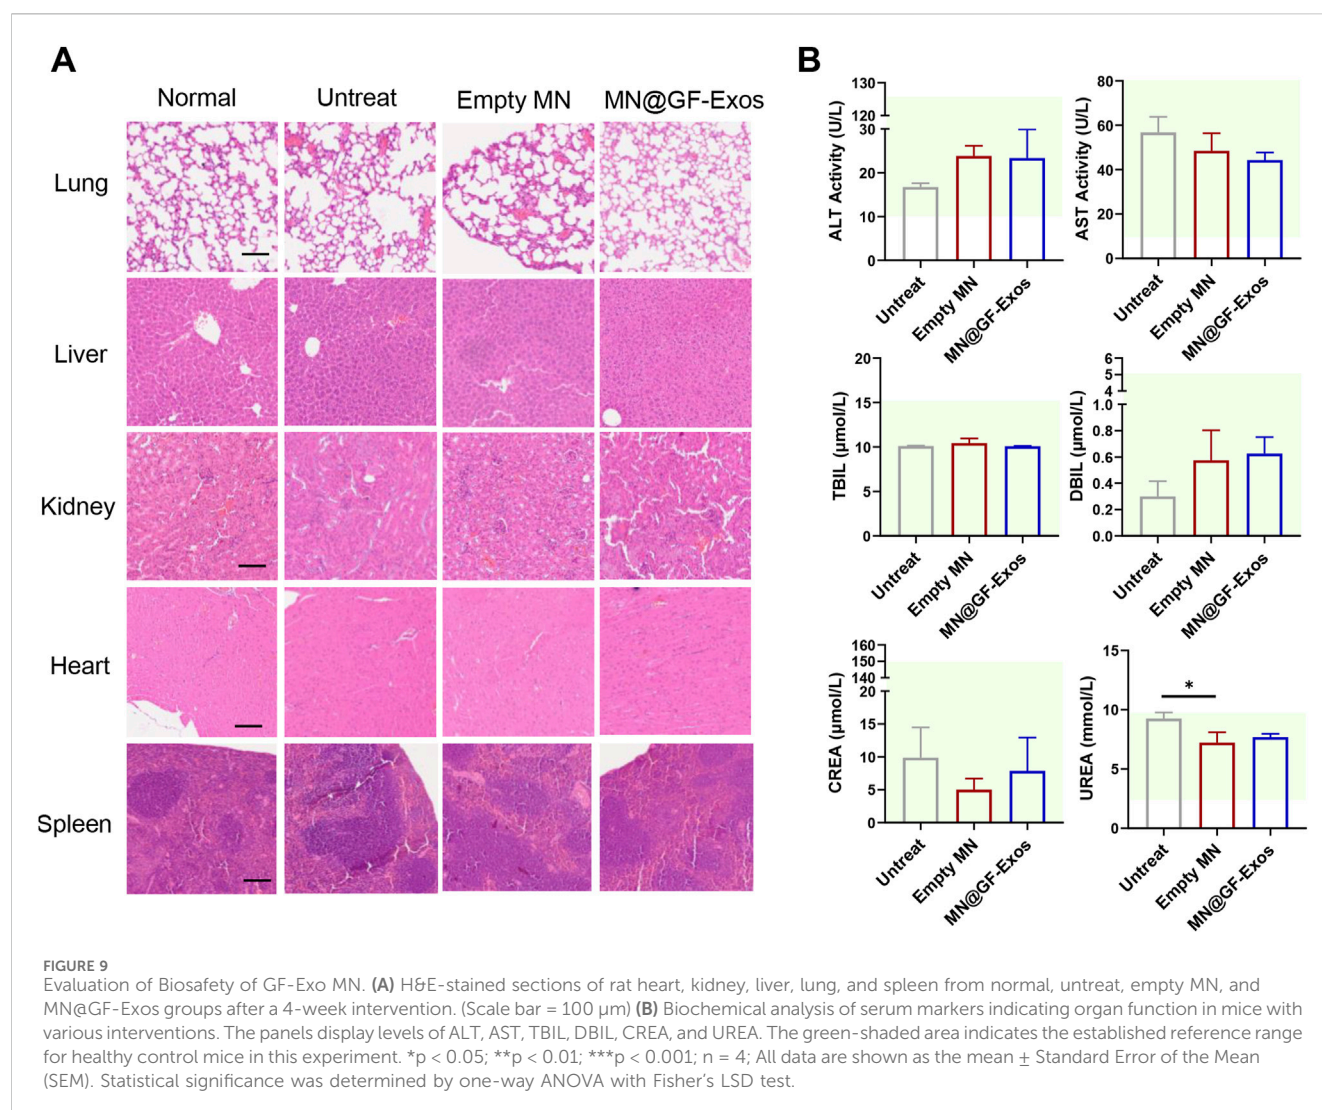 A
Normal Untreat Empty MN MN@GF-Exos
Lung
Liver
Kidney
Heart
Spleen
B
ALT Activity (U/L)
130
120
30
20
10
0
Untreat
Empty MN
MN@GF-Exos
AST Activity (U/L)
80
60
40
20
0
Untreat
Empty MN
MN@GF-Exos
TBIL (μmol/L)
20
15
10
5
0
Untreat
Empty MN
MN@GF-Exos
DBIL (μmol/L)
6
5
4
1.0
0.8
0.6
0.4
0.2
0.0
Untreat
Empty MN
MN@GF-Exos
CREA (μmol/L)
160
150
140
20
15
10
5
0
Untreat
Empty MN
MN@GF-Exos
UREA (mmol/L)
15
10
5
0
*
Untreat
Empty MN
MN@GF-Exos
FIGURE 9
Evaluation of Biosafety of GF-Exo MN. (A) H&E-stained sections of rat heart, kidney, liver, lung, and spleen from normal, untreat, empty MN, and
MN@GF-Exos groups after a 4-week intervention. (Scale bar = 100 μm) (B) Biochemical analysis of serum markers indicating organ function in mice with
various interventions. The panels display levels of ALT, AST, TBIL, DBIL, CREA, and UREA. The green-shaded area indicates the established reference range
for healthy control mice in this experiment. *p < 0.05; **p < 0.01; ***p < 0.001; n = 4; All data are shown as the mean ± Standard Error of the Mean
(SEM). Statistical significance was determined by one-way ANOVA with Fisher's LSD test.